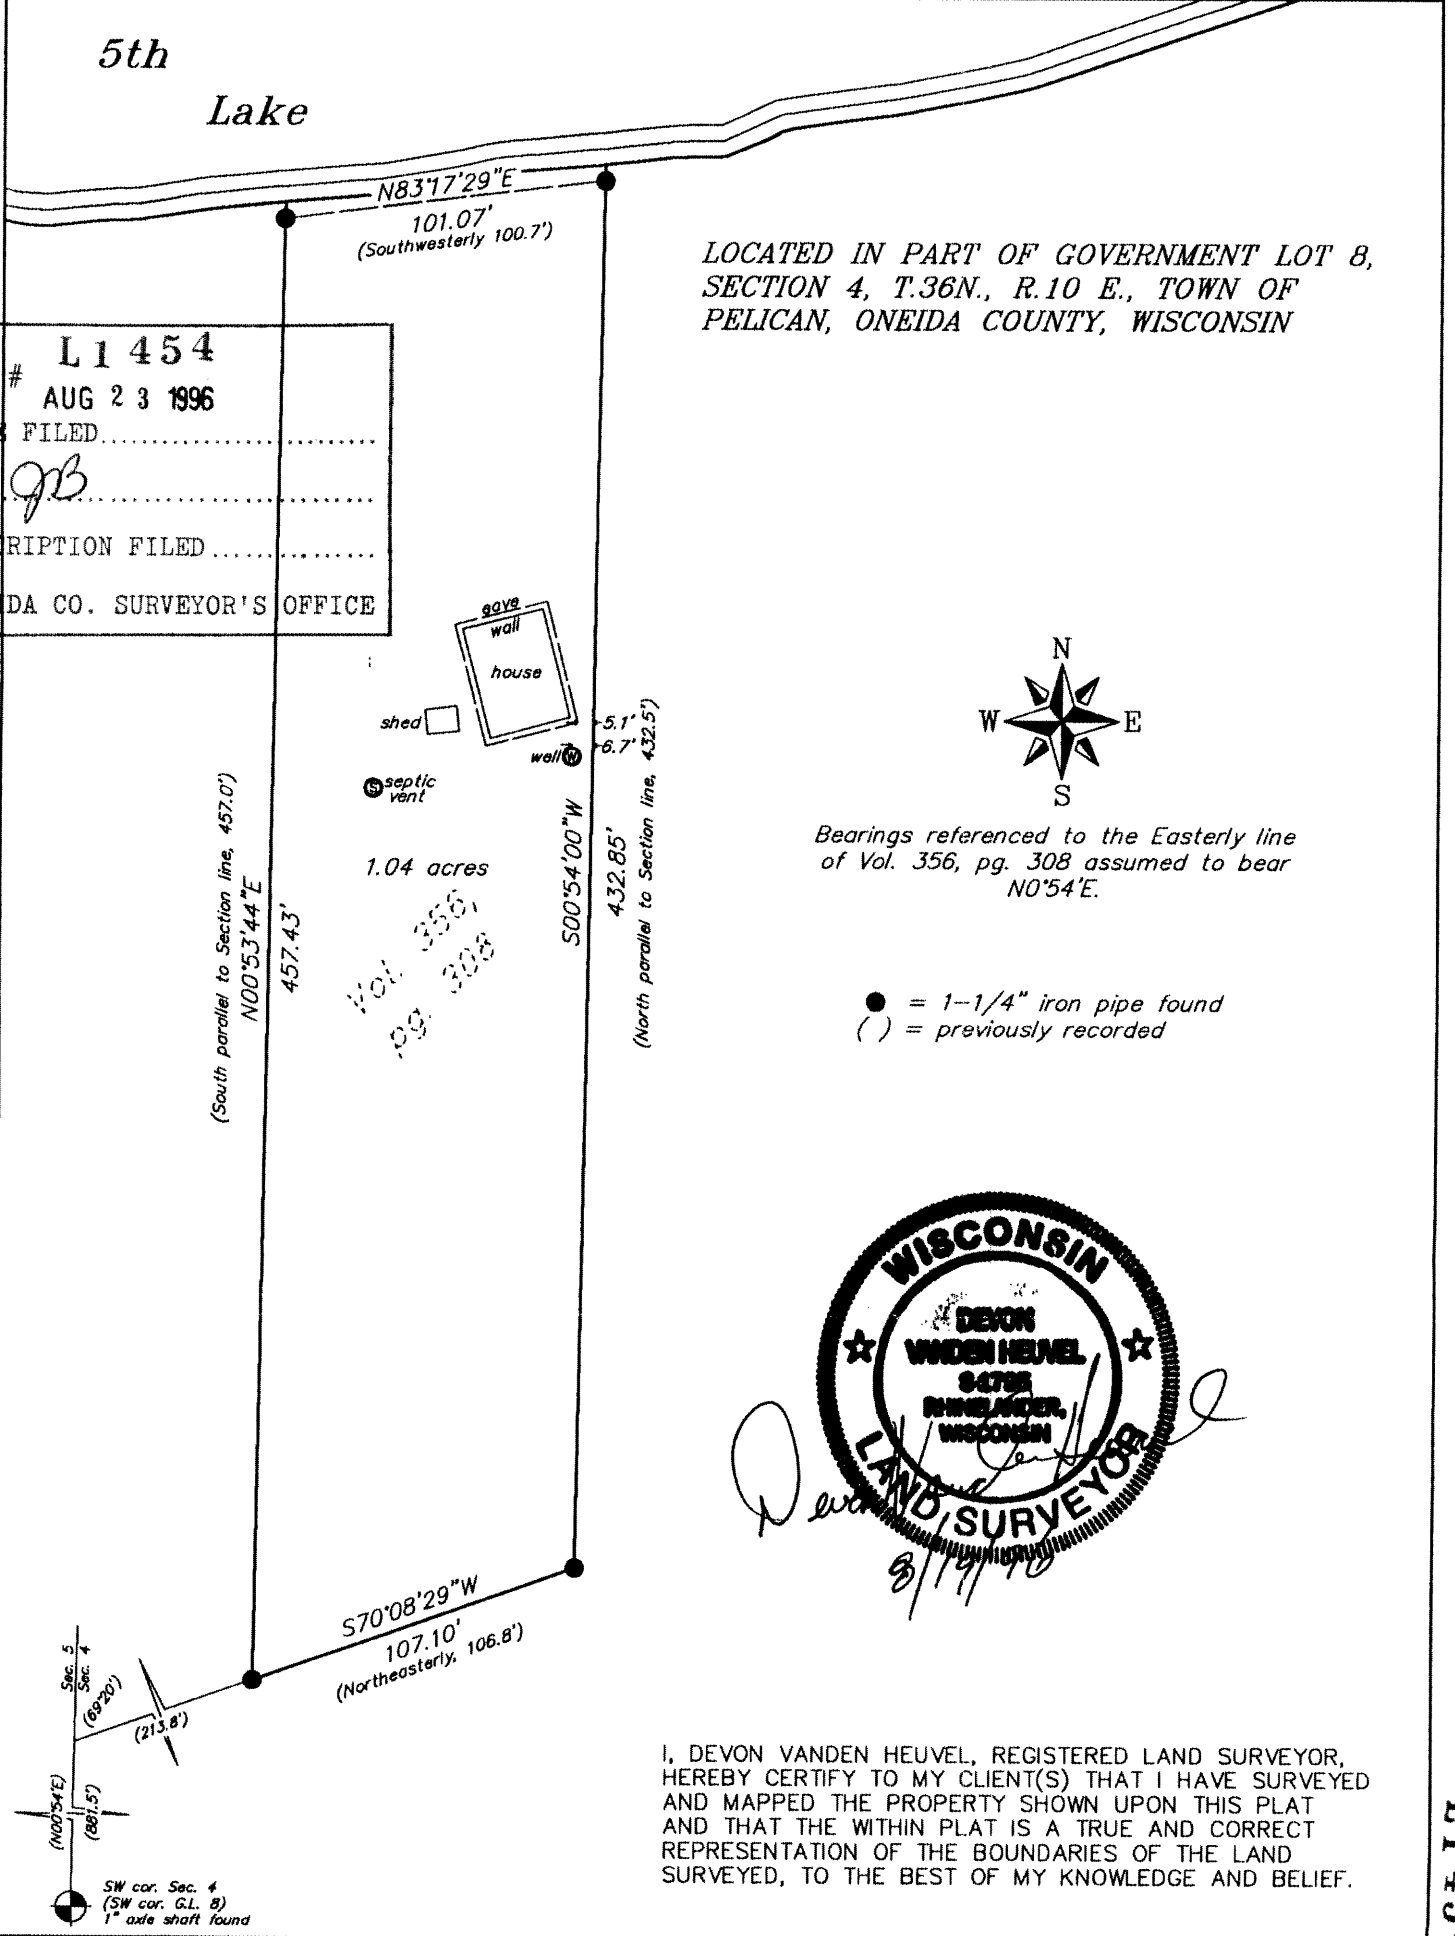 5th
Lake
N83°17'29"E
101.07'
(Southwesterly 100.7')
LOCATED IN PART OF GOVERNMENT LOT 8,
SECTION 4, T.36N., R.10 E., TOWN OF
PELICAN, ONEIDA COUNTY, WISCONSIN
# L1454
AUG 23 1996
FILED
JB
RIPTION FILED
DA CO. SURVEYOR'S OFFICE
eave
wall
house
shed
5.1'
6.7'
well W
S septic
vent
(South parallel to Section line, 457.0')
N00°53'44"E
457.43'
1.04 acres
Vol. 356,
pg. 308
S00°54'00"W
432.85'
(North parallel to Section line, 432.5')
N
W E
S
Bearings referenced to the Easterly line
of Vol. 356, pg. 308 assumed to bear
N0°54'E.
● = 1-1/4" iron pipe found
( ) = previously recorded
WISCONSIN
DEVON
VANDEN HEUVEL
RHINELANDER,
WISCONSIN
LAND SURVEYOR
S70°08'29"W
107.10'
(Northeasterly, 106.8')
Sec. 5
Sec. 4
(69°20')
(213.8')
(N00°54'E)
(881.5')
SW cor. Sec. 4
(SW cor. G.L. 8)
1" axle shaft found
I, DEVON VANDEN HEUVEL, REGISTERED LAND SURVEYOR,
HEREBY CERTIFY TO MY CLIENT(S) THAT I HAVE SURVEYED
AND MAPPED THE PROPERTY SHOWN UPON THIS PLAT
AND THAT THE WITHIN PLAT IS A TRUE AND CORRECT
REPRESENTATION OF THE BOUNDARIES OF THE LAND
SURVEYED, TO THE BEST OF MY KNOWLEDGE AND BELIEF.